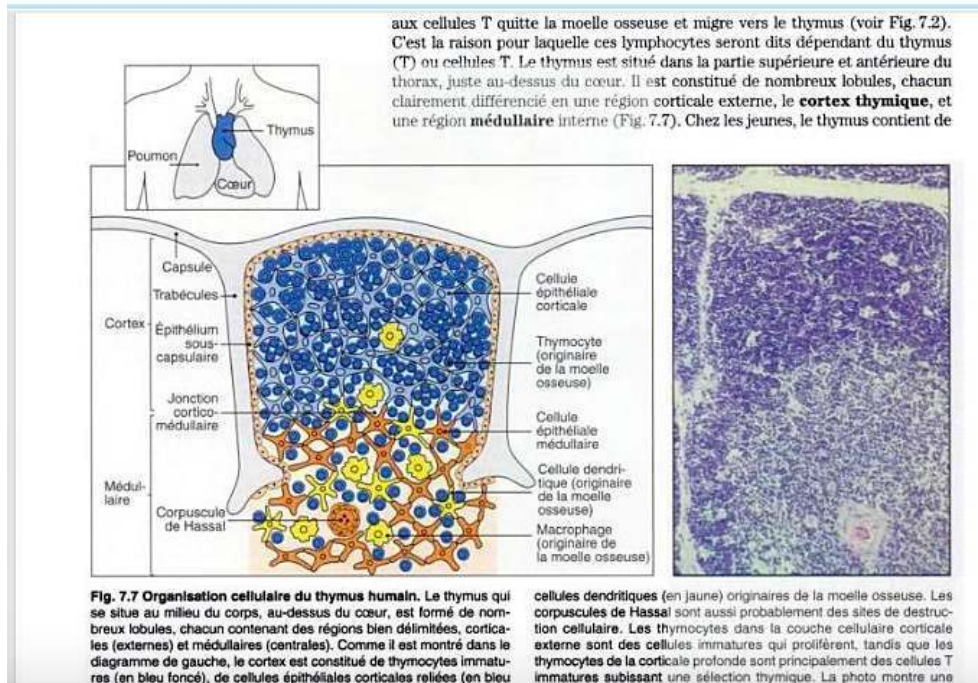 aux cellules T quitte la moelle osseuse et migre vers le thymus (voir Fig. 7.2).
C'est la raison pour laquelle ces lymphocytes seront dits dépendant du thymus
(T) ou cellules T. Le thymus est situé dans la partie supérieure et antérieure du
thorax, juste au-dessus du cœur. Il est constitué de nombreux lobules, chacun
clairement différencié en une région corticale externe, le cortex thymique, et
une région médullaire interne (Fig. 7.7). Chez les jeunes, le thymus contient de
Thymus
Poumon
Cœur
Capsule
Trabécules
Cortex
Épithélium
sous-
capsulaire
Jonction
cortico-
médullaire
Médul-
laire
Corpuscule
de Hassal
Cellule
épithéliale
corticale
Thymocyte
(originaire
de la moelle
osseuse)
Cellule
épithéliale
médullaire
Cellule dendri-
tique (originaire
de la moelle
osseuse)
Macrophage
(originaire de
la moelle osseuse)
Fig. 7.7 Organisation cellulaire du thymus humain. Le thymus qui
se situe au milieu du corps, au-dessus du cœur, est formé de nom-
breux lobules, chacun contenant des régions bien délimitées, cortica-
les (externes) et médullaires (centrales). Comme il est montré dans le
diagramme de gauche, le cortex est constitué de thymocytes immatu-
res (en bleu foncé), de cellules épithéliales corticales reliées (en bleu
cellules dendritiques (en jaune) originaires de la moelle osseuse. Les
corpuscules de Hassal sont aussi probablement des sites de destruc-
tion cellulaire. Les thymocytes dans la couche cellulaire corticale
externe sont des cellules immatures qui prolifèrent, tandis que les
thymocytes de la corticale profonde sont principalement des cellules T
immatures subissant une sélection thymique. La photo montre une